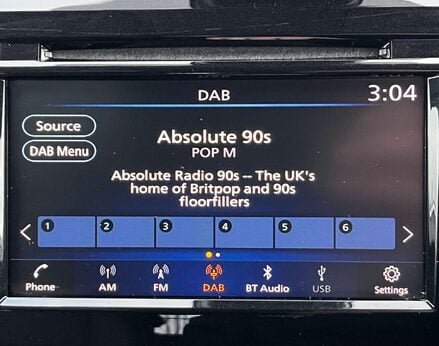 DAB
3:04
Source
DAB Menu
Absolute 90s
POP M
Absolute Radio 90s -- The UK's
home of Britpop and 90s
floorfillers
1 2 3 4 5 6
Phone AM FM DAB BT Audio USB Settings